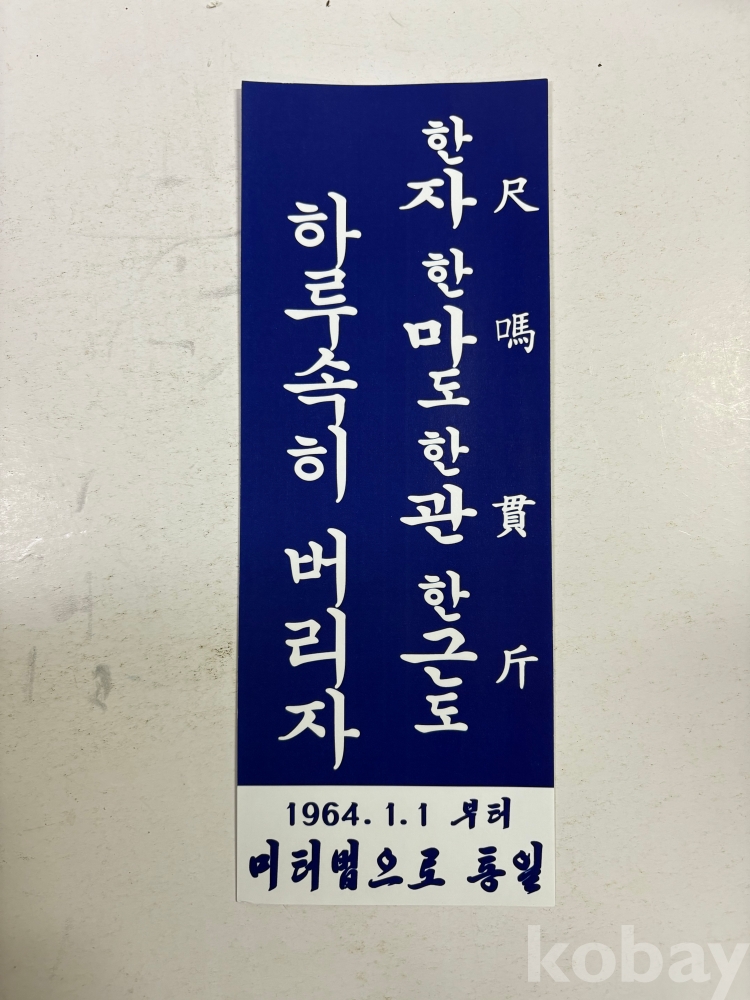 尺 嗎 貫 斤
한자 한마도 한관 한근도
하루속히 버리자
1964. 1. 1 부터
미터법으로 통일
kobay